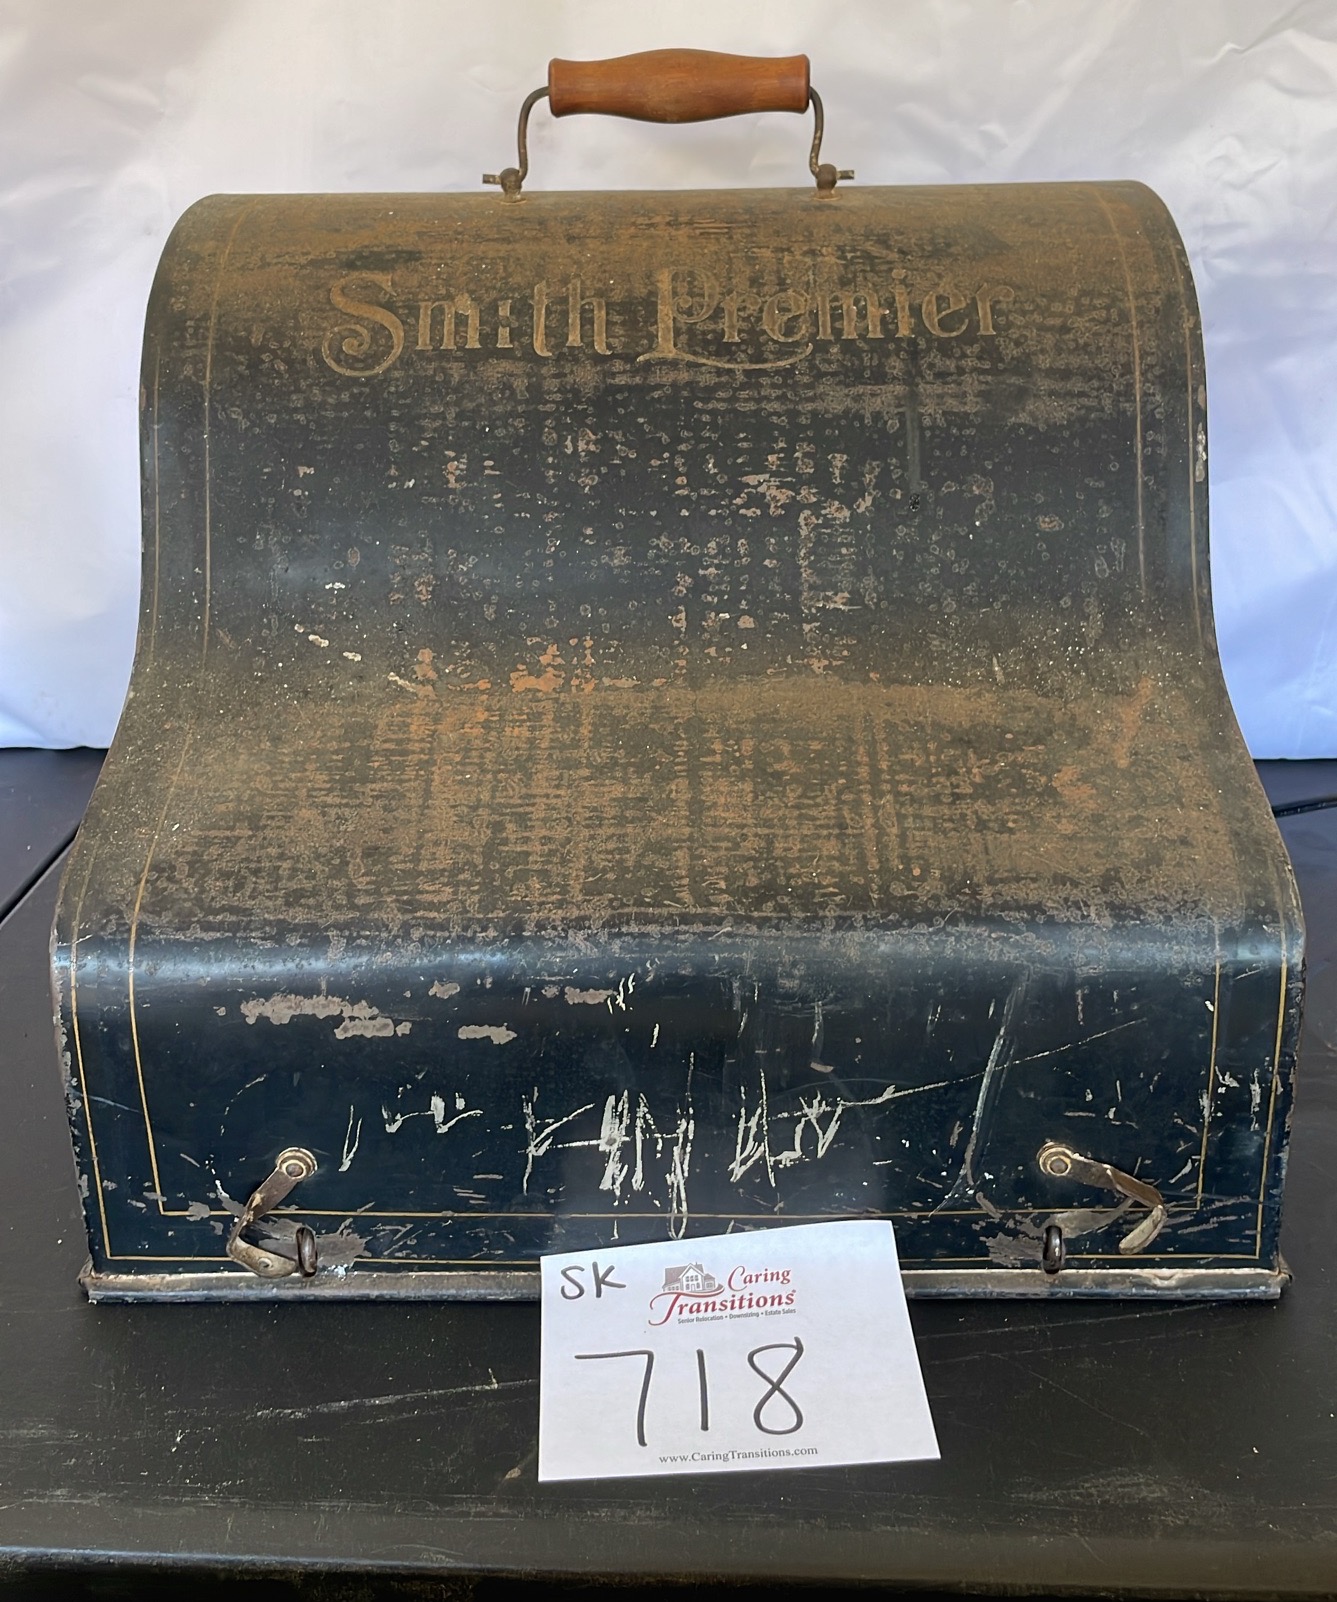 Smith Premier
SK
Caring
Transitions
Senior Relocation • Downsizing • Estate Sales
718
www.CaringTransitions.com